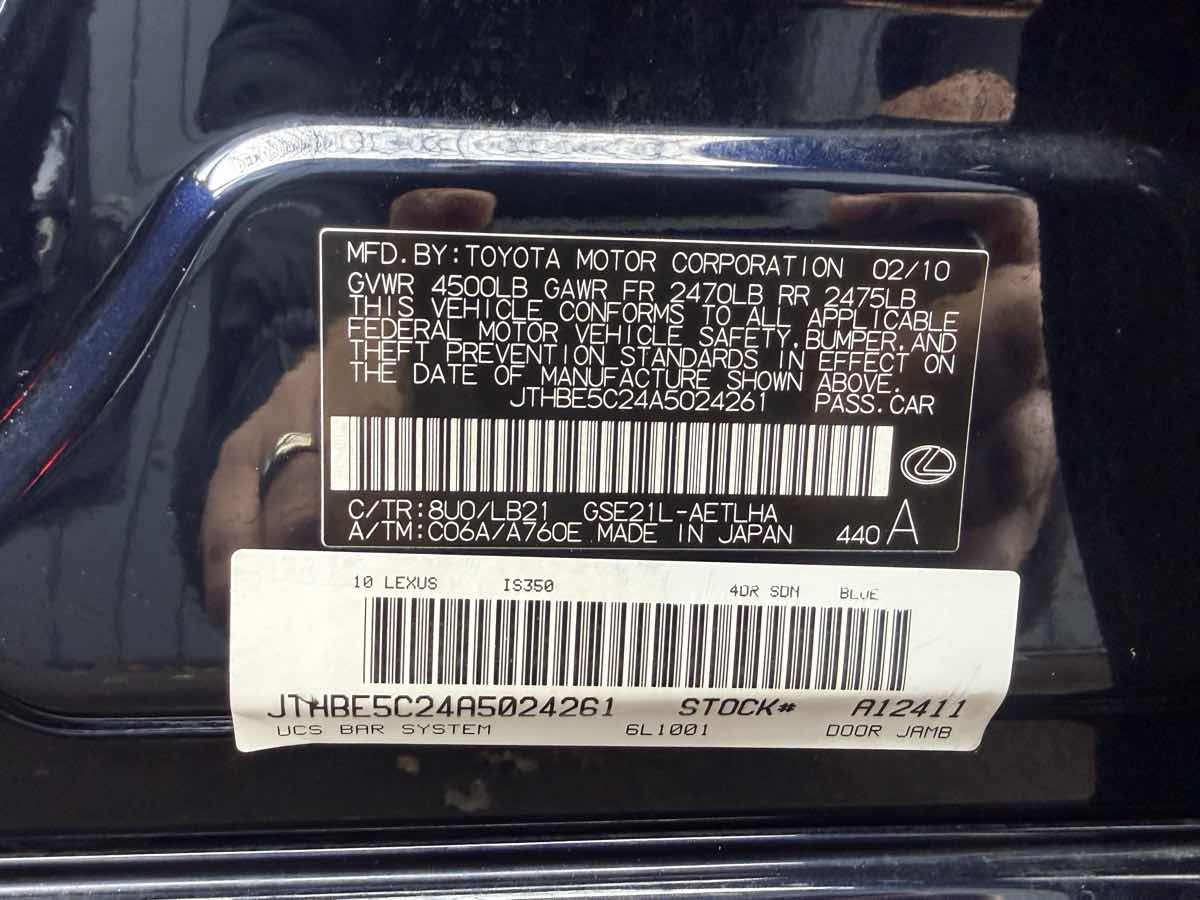 MFD.BY:TOYOTA MOTOR CORPORATION 02/10
GVWR 4500LB GAWR FR 2470LB RR 2475LB
THIS VEHICLE CONFORMS TO ALL APPLICABLE
FEDERAL MOTOR VEHICLE SAFETY,BUMPER,AND
THEFT PREVENTION STANDARDS IN EFFECT ON
THE DATE OF MANUFACTURE SHOWN ABOVE.
JTHBE5C24A5024261 PASS.CAR
C/TR:8U0/LB21 GSE21L-AETLHA
A/TM:C06A/A760E MADE IN JAPAN 440 A
10 LEXUS IS350 4DR SDN BLUE
JTHBE5C24A5024261 STOCK# A12411
VCS BAR SYSTEM 6L1001 DOOR JAMB